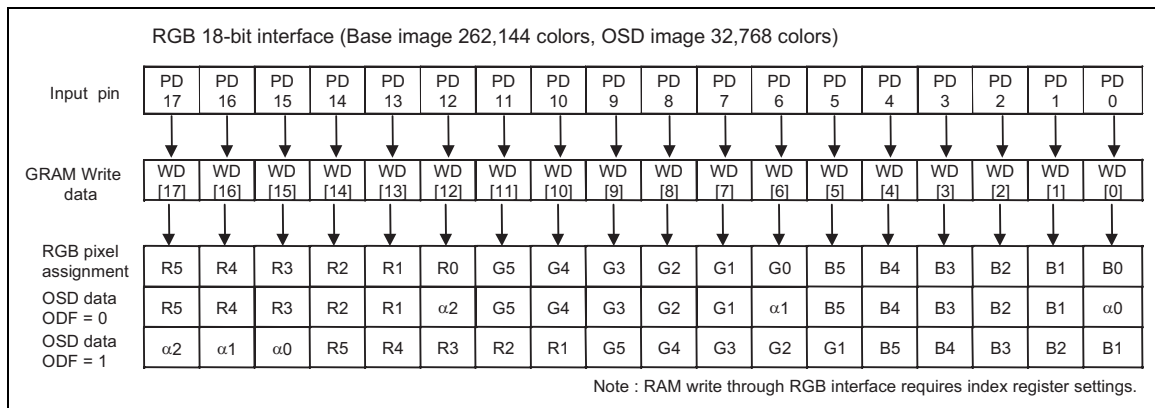 RGB 18-bit interface (Base image 262,144 colors, OSD image 32,768 colors)
Input pin PD 17 PD 16 PD 15 PD 14 PD 13 PD 12 PD 11 PD 10 PD 9 PD 8 PD 7 PD 6 PD 5 PD 4 PD 3 PD 2 PD 1 PD 0
GRAM Write data WD [17] WD [16] WD [15] WD [14] WD [13] WD [12] WD [11] WD [10] WD [9] WD [8] WD [7] WD [6] WD [5] WD [4] WD [3] WD [2] WD [1] WD [0]
RGB pixel assignment R5 R4 R3 R2 R1 R0 G5 G4 G3 G2 G1 G0 B5 B4 B3 B2 B1 B0
OSD data ODF = 0 R5 R4 R3 R2 R1 α2 G5 G4 G3 G2 G1 α1 B5 B4 B3 B2 B1 α0
OSD data ODF = 1 α2 α1 α0 R5 R4 R3 R2 R1 G5 G4 G3 G2 G1 B5 B4 B3 B2 B1
Note : RAM write through RGB interface requires index register settings.